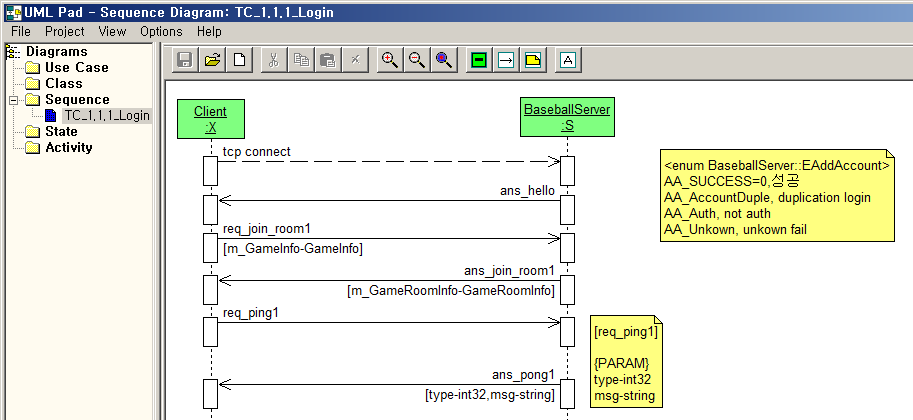 UML Pad - Sequence Diagram: TC_1,1,1_Login
File Project View Options Help
Diagrams
Use Case
Class
Sequence
TC_1,1,1_Login
State
Activity
A
Client
:X
BaseballServer
:S
tcp connect
ans_hello
req_join_room1
[m_GameInfo-GameInfo]
ans_join_room1
[m_GameRoomInfo-GameRoomInfo]
req_ping1
ans_pong1
[type-int32,msg-string]
<enum BaseballServer::EAddAccount>
AA_SUCCESS=0,성공
AA_AccountDuple, duplication login
AA_Auth, not auth
AA_Unkown, unkown fail
[req_ping1]
{PARAM}
type-int32
msg-string